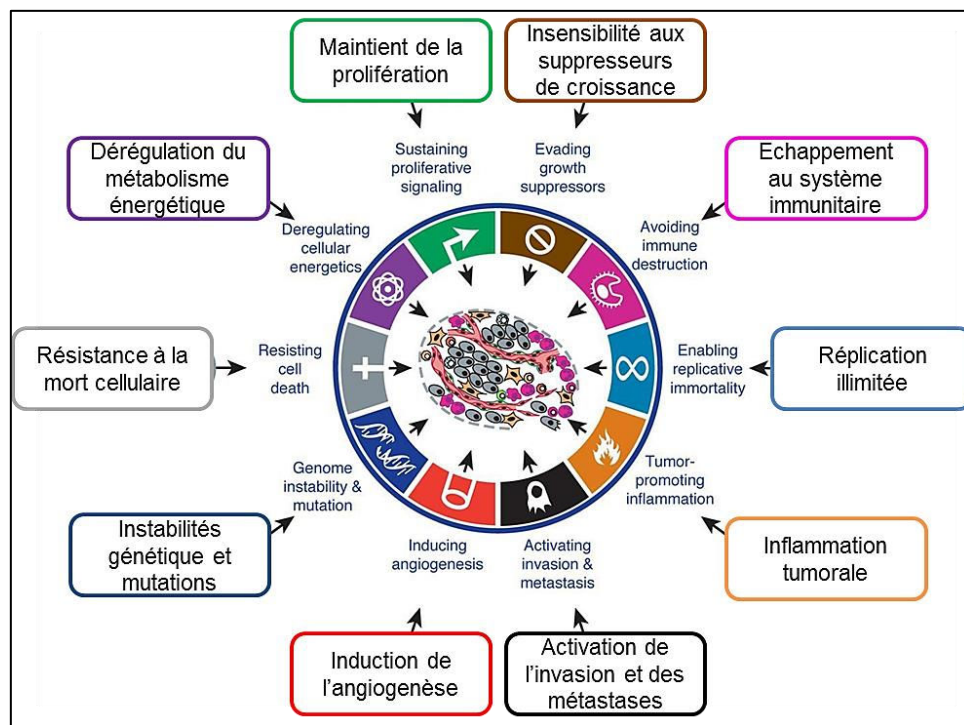 Maintient de la
prolifération
Insensibilité aux
suppresseurs
de croissance
Dérégulation du
métabolisme
énergétique
Sustaining
proliferative
signaling
Evading
growth
suppressors
Echappement
au système
immunitaire
Deregulating
cellular
energetics
Avoiding
immune
destruction
Résistance à la
mort cellulaire
Resisting
cell
death
Enabling
replicative
immortality
Réplication
illimitée
Genome
instability &
mutation
Tumor-
promoting
inflammation
Instabilités
génétique et
mutations
Inducing
angiogenesis
Activating
invasion &
metastasis
Inflammation
tumorale
Induction de
l'angiogenèse
Activation de
l'invasion et des
métastases